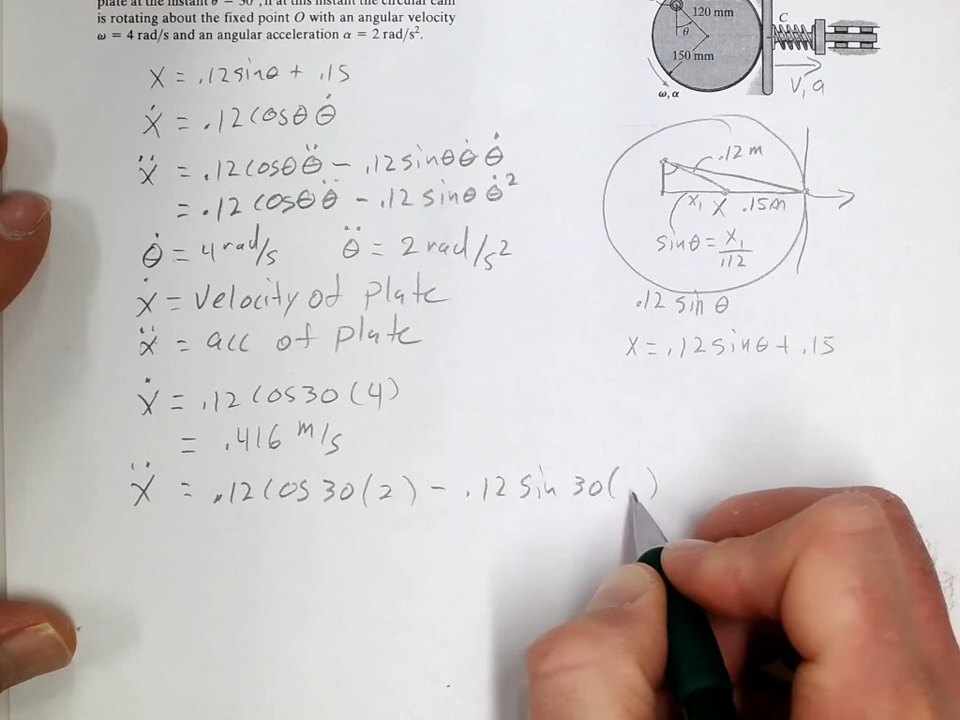 plate at the instant θ = 30°, if at this instant the circular cam
is rotating about the fixed point O with an angular velocity
ω = 4 rad/s and an angular acceleration α = 2 rad/s².
120 mm
θ
150 mm
C
ω, α
V, a
X = .12sinθ + .15
Ẋ = .12cosθ θ̇
Ẍ = .12cosθ θ̈ - .12sinθ θ̇ θ̇
= .12 cosθ θ̈ - .12 sinθ θ̇²
θ̇ = 4 rad/s θ̈ = 2 rad/s²
ẋ = Velocity of plate
ẍ = acc of plate
Ẋ = .12 cos30(4)
= .416 m/s
Ẍ = .12cos30(2) - .12 sin 30( )
.12 m
X₁ X .15m
sinθ = X₁/.12
.12 sin θ
X = .12sinθ + .15